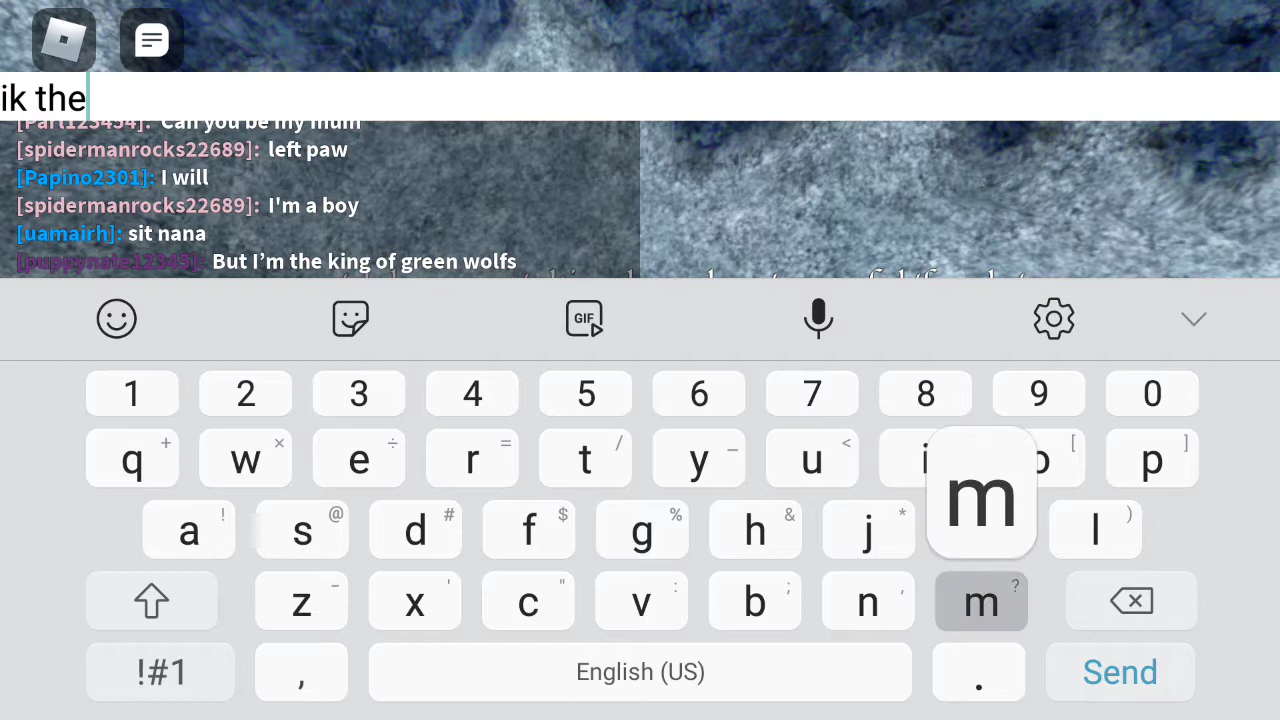 ik the
[Part123454]: Can you be my mum
[spidermanrocks22689]: left paw
[Papino2301]: I will
[spidermanrocks22689]: I'm a boy
[uamairh]: sit nana
[puppynate12345]: But I'm the king of green wolfs
GIF
1 2 3 4 5 6 7 8 9 0
q + w × e ÷ r = t / y _ u < i o [ p ]
a ! s @ d # f $ g % h & j * m l )
z - x ' c " v : b ; n , m ?
!#1 , English (US) . Send